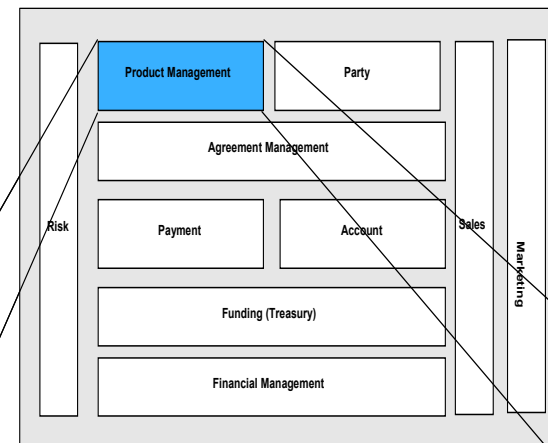 Product Management
Party
Agreement Management
Risk
Payment
Account
Sales
Marketing
Funding (Treasury)
Financial Management